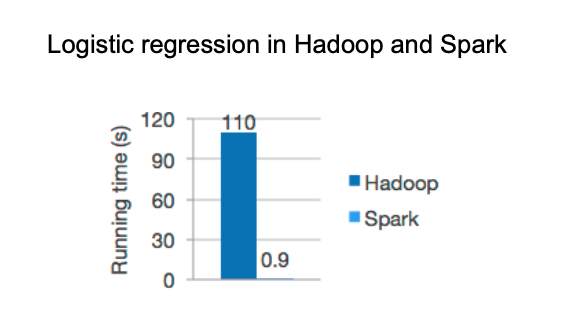 Logistic regression in Hadoop and Spark
Running time (s)
120
90
60
30
0
110
0.9
Hadoop
Spark